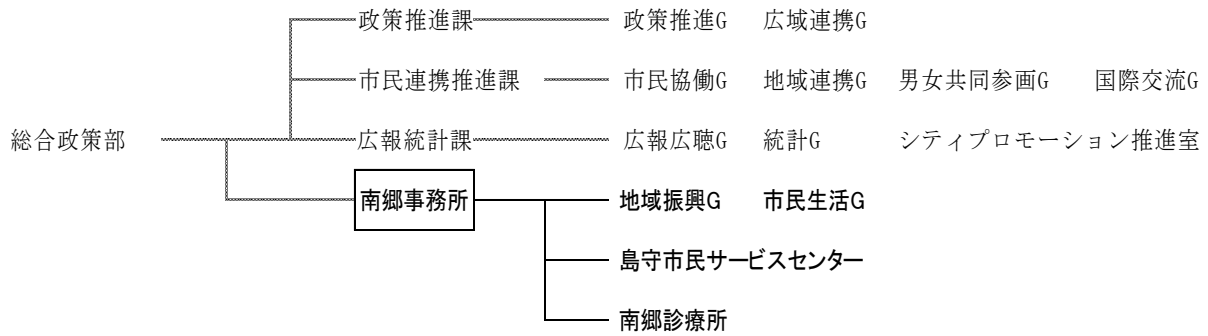 政策推進課 政策推進G 広域連携G
市民連携推進課 市民協働G 地域連携G 男女共同参画G 国際交流G
総合政策部 広報統計課 広報広聴G 統計G シティプロモーション推進室
南郷事務所 地域振興G 市民生活G
島守市民サービスセンター
南郷診療所